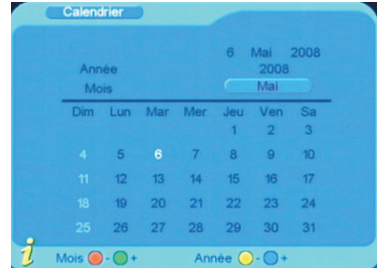 Calendrier
6 Mai 2008
Année 2008
Mois Mai
Dim Lun Mar Mer Jeu Ven Sa
1 2 3
4 5 6 7 8 9 10
11 12 13 14 15 16 17
18 19 20 21 22 23 24
25 26 27 28 29 30 31
i Mois - + Année - +